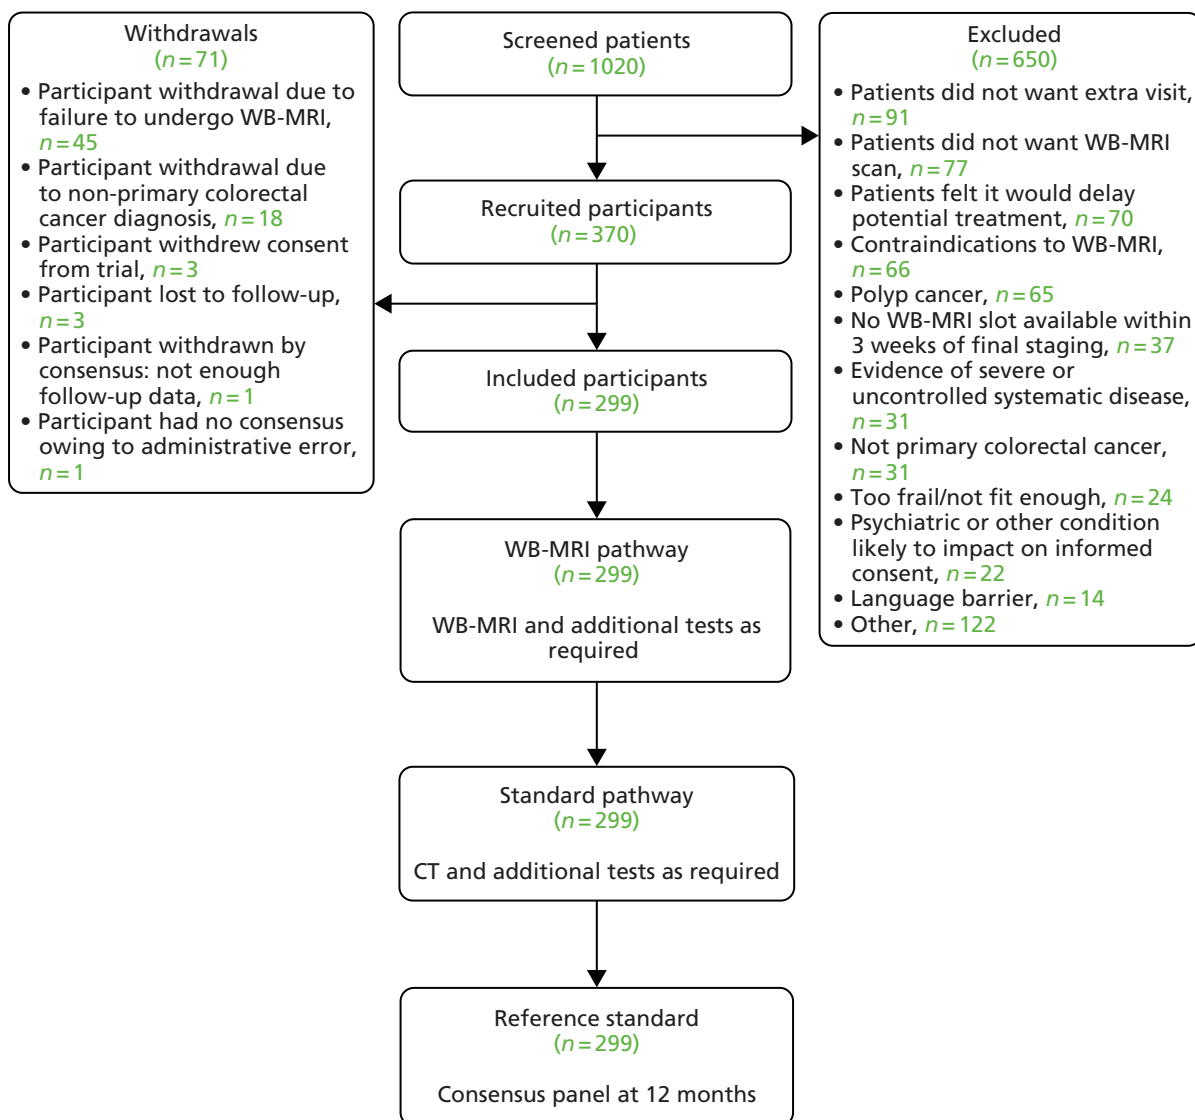 Withdrawals
(n=71)
• Participant withdrawal due to
failure to undergo WB-MRI,
n=45
• Participant withdrawal due
to non-primary colorectal
cancer diagnosis, n=18
• Participant withdrew consent
from trial, n=3
• Participant lost to follow-up,
n=3
• Participant withdrawn by
consensus: not enough
follow-up data, n=1
• Participant had no consensus
owing to administrative error,
n=1
Screened patients
(n=1020)
Excluded
(n=650)
• Patients did not want extra visit,
n=91
• Patients did not want WB-MRI
scan, n=77
• Patients felt it would delay
potential treatment, n=70
• Contraindications to WB-MRI,
n=66
• Polyp cancer, n=65
• No WB-MRI slot available within
3 weeks of final staging, n=37
• Evidence of severe or
uncontrolled systematic disease,
n=31
• Not primary colorectal cancer,
n=31
• Too frail/not fit enough, n=24
• Psychiatric or other condition
likely to impact on informed
consent, n=22
• Language barrier, n=14
• Other, n=122
Recruited participants
(n=370)
Included participants
(n=299)
WB-MRI pathway
(n=299)
WB-MRI and additional tests as
required
Standard pathway
(n=299)
CT and additional tests as required
Reference standard
(n=299)
Consensus panel at 12 months